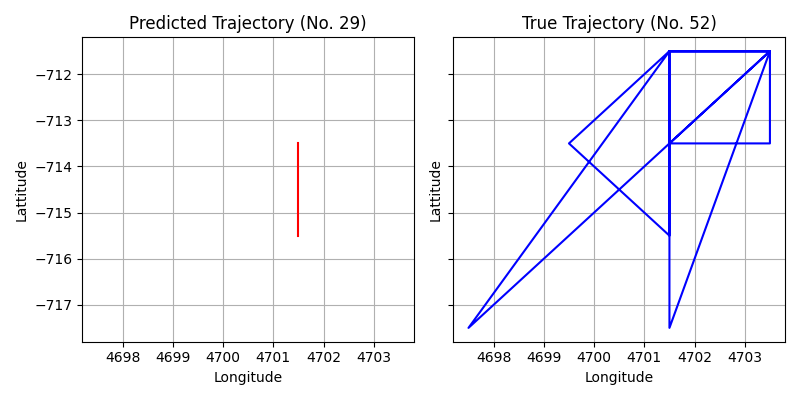 Predicted Trajectory (No. 29)
−712
−713
−714
−715
−716
−717
Lattitude
4698 4699 4700 4701 4702 4703
Longitude
True Trajectory (No. 52)
Lattitude
4698 4699 4700 4701 4702 4703
Longitude